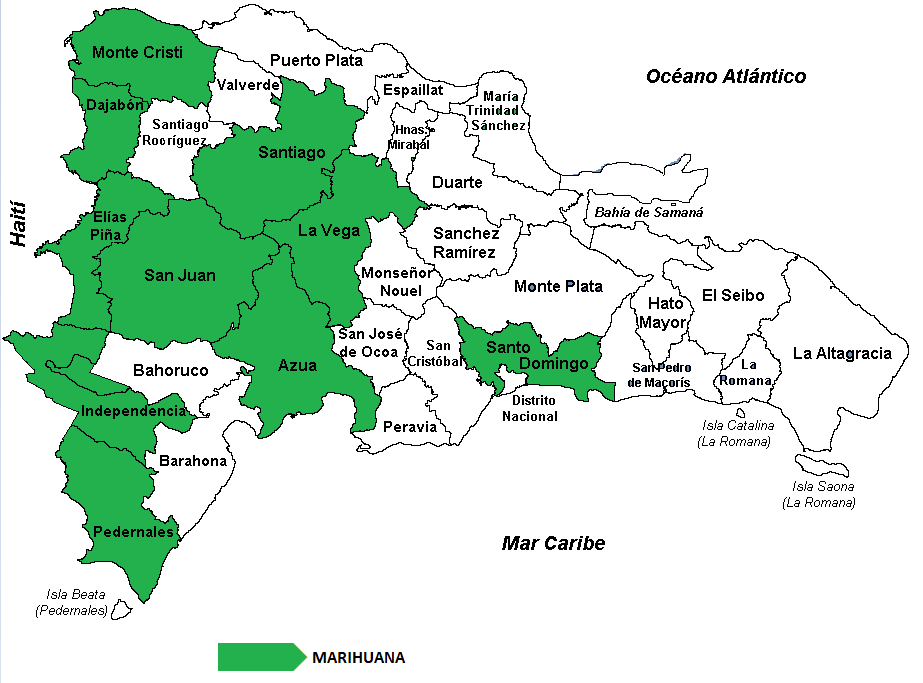 Monte Cristi
Puerto Plata
Océano Atlántico
Valverde
Espaillat
María
Trinidad
Sánchez
Dajabón
Santiago
Rodríguez
Hnas.
Mirabal
Santiago
Duarte
Haití
Elías
Piña
La Vega
Bahía de Samaná
Sanchez
Ramírez
San Juan
Monseñor
Nouel
Monte Plata
El Seibo
Hato
Mayor
San José
de Ocoa
San
Cristóbal
Santo
Domingo
La Altagracia
Bahoruco
Azua
San Pedro
de Macorís
La
Romana
Independencia
Distrito
Nacional
Peravia
Isla Catalina
(La Romana)
Barahona
Isla Saona
(La Romana)
Pedernales
Mar Caribe
Isla Beata
(Pedernales)
MARIHUANA